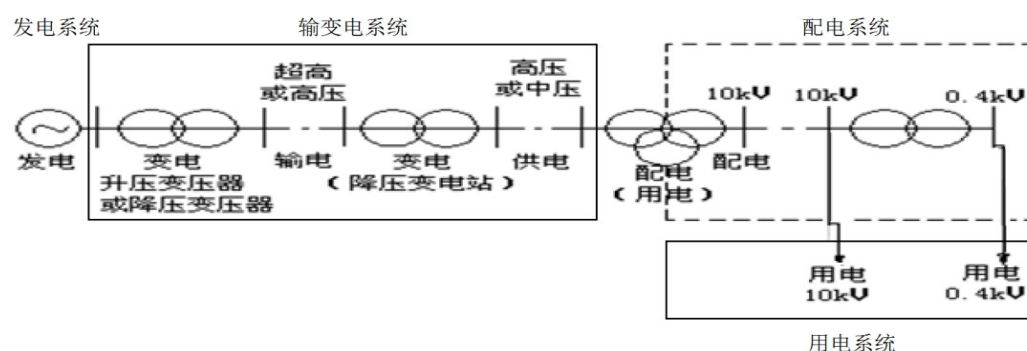 发电系统
输变电系统
配电系统
超高
或高压
高压
或中压
10kV
10kV
0.4kV
发电
变电
升压变压器
或降压变压器
输电
变电
(降压变电站)
供电
配电
(用电)
配电
用电
10kV
用电
0.4kV
用电系统